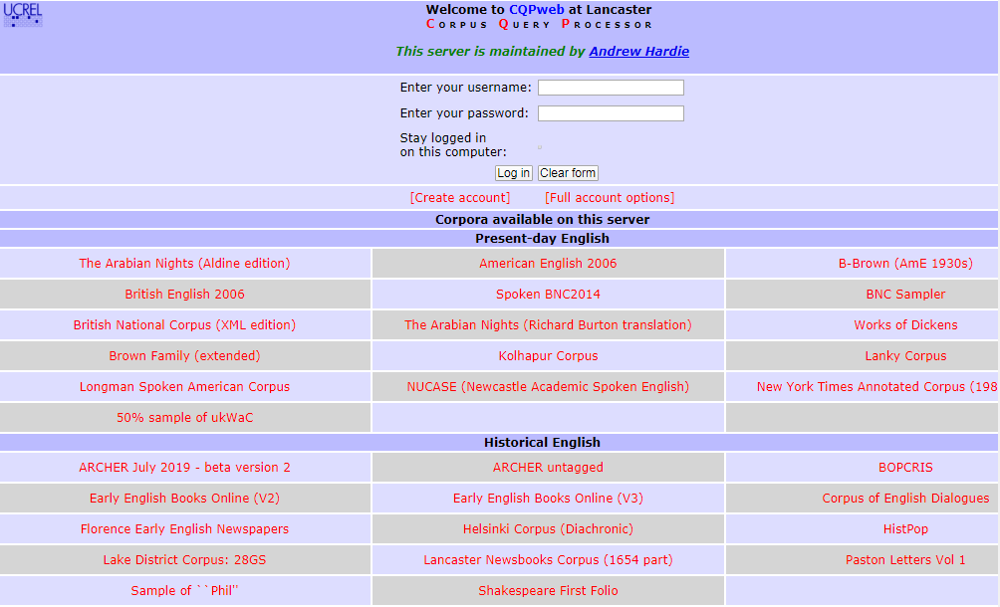 UCREL
Welcome to CQPweb at Lancaster
Corpus Query Processor
This server is maintained by Andrew Hardie
Enter your username:
Enter your password:
Stay logged in
on this computer:
Log in Clear form
[Create account] [Full account options]
Corpora available on this server
Present-day English
The Arabian Nights (Aldine edition) American English 2006 B-Brown (AmE 1930s)
British English 2006 Spoken BNC2014 BNC Sampler
British National Corpus (XML edition) The Arabian Nights (Richard Burton translation) Works of Dickens
Brown Family (extended) Kolhapur Corpus Lanky Corpus
Longman Spoken American Corpus NUCASE (Newcastle Academic Spoken English) New York Times Annotated Corpus (198
50% sample of ukWaC
Historical English
ARCHER July 2019 - beta version 2 ARCHER untagged BOPCRIS
Early English Books Online (V2) Early English Books Online (V3) Corpus of English Dialogues
Florence Early English Newspapers Helsinki Corpus (Diachronic) HistPop
Lake District Corpus: 28GS Lancaster Newsbooks Corpus (1654 part) Paston Letters Vol 1
Sample of ``Phil'' Shakespeare First Folio